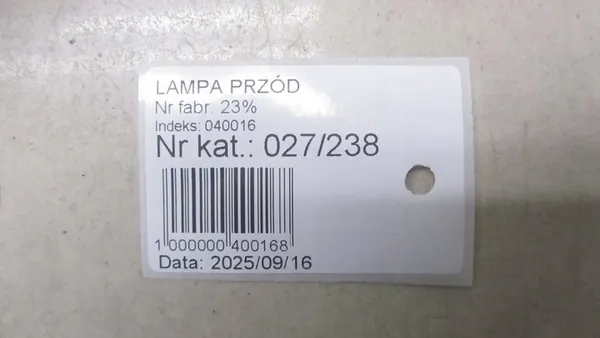 LAMPA PRZÓD
Nr fabr. 23%
Indeks: 040016
Nr kat.: 027/238
1 000000 400168
Data: 2025/09/16